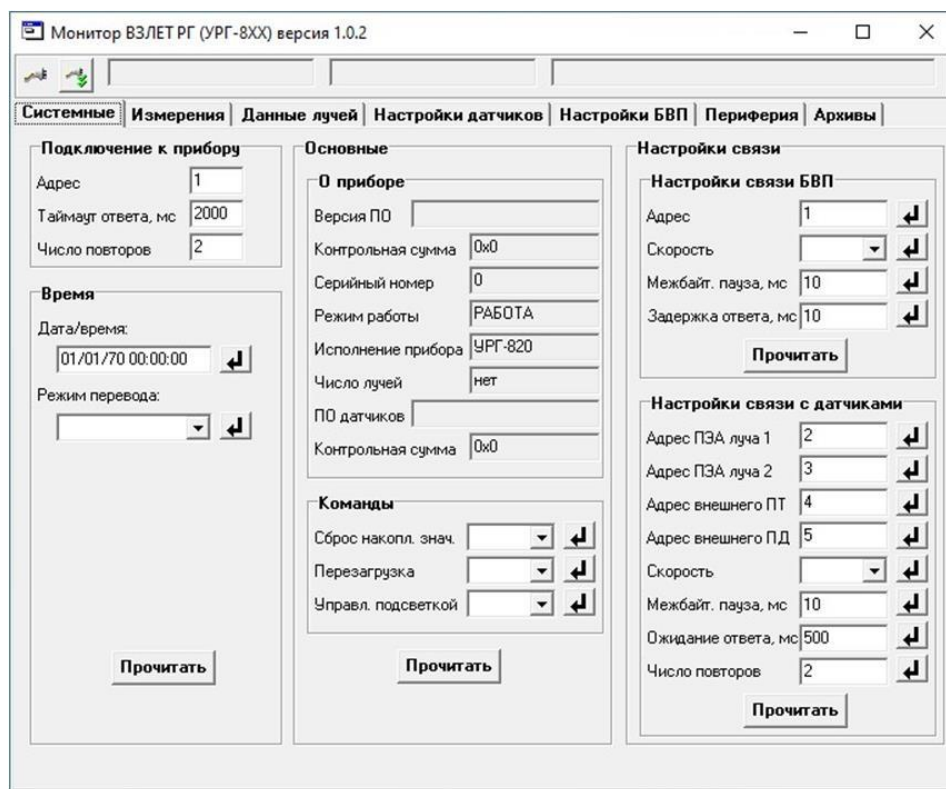 Монитор ВЗЛЕТ РГ (УРГ-8ХХ) версия 1.0.2
Системные Измерения Данные лучей Настройки датчиков Настройки БВП Периферия Архивы
Подключение к прибору
Адрес 1
Таймаут ответа, мс 2000
Число повторов 2
Время
Дата/время:
01/01/70 00:00:00
Режим перевода:
Прочитать
Основные
О приборе
Версия ПО
Контрольная сумма 0x0
Серийный номер 0
Режим работы РАБОТА
Исполнение прибора УРГ-820
Число лучей нет
ПО датчиков
Контрольная сумма 0x0
Команды
Сброс накопл. знач.
Перезагрузка
Управл. подсветкой
Прочитать
Настройки связи
Настройки связи БВП
Адрес 1
Скорость
Межбайт. пауза, мс 10
Задержка ответа, мс 10
Прочитать
Настройки связи с датчиками
Адрес ПЭА луча 1 2
Адрес ПЭА луча 2 3
Адрес внешнего ПТ 4
Адрес внешнего ПД 5
Скорость
Межбайт. пауза, мс 10
Ожидание ответа, мс 500
Число повторов 2
Прочитать